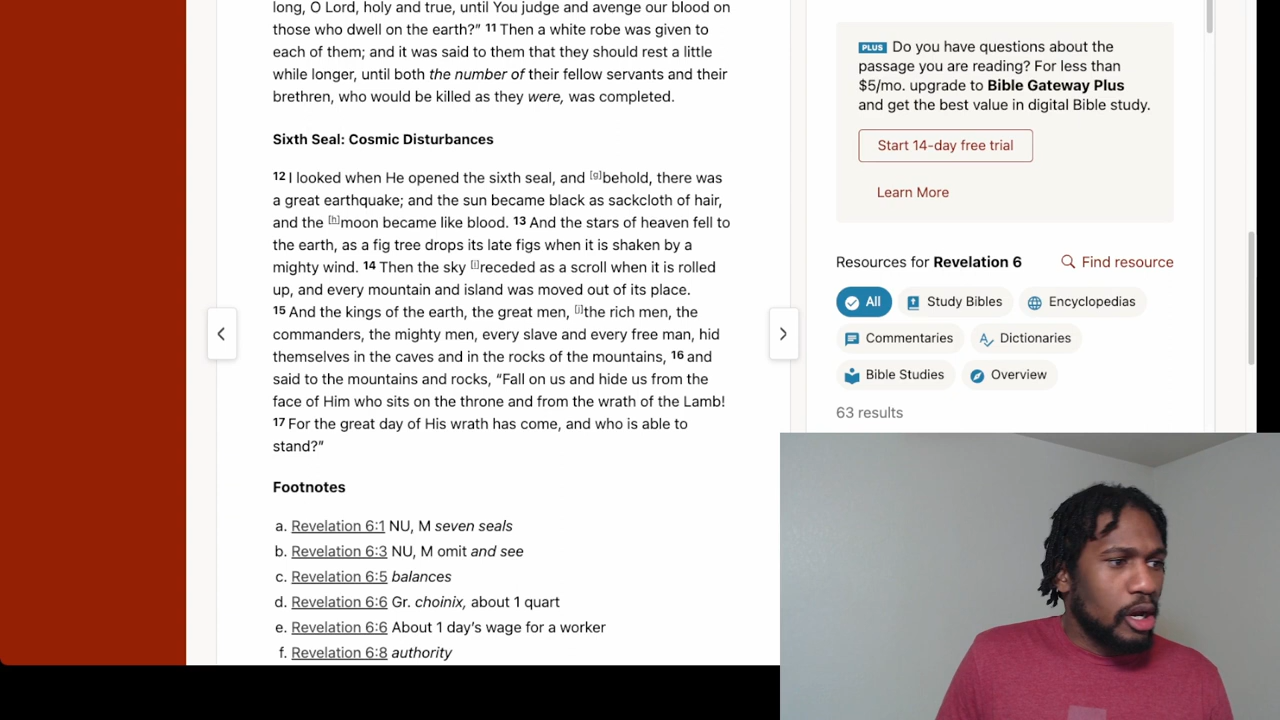 long, O Lord, holy and true, until You judge and avenge our blood on
those who dwell on the earth?” 11 Then a white robe was given to
each of them; and it was said to them that they should rest a little
while longer, until both the number of their fellow servants and their
brethren, who would be killed as they were, was completed.
Sixth Seal: Cosmic Disturbances
12 I looked when He opened the sixth seal, and [g]behold, there was
a great earthquake; and the sun became black as sackcloth of hair,
and the [h]moon became like blood. 13 And the stars of heaven fell to
the earth, as a fig tree drops its late figs when it is shaken by a
mighty wind. 14 Then the sky [i]receded as a scroll when it is rolled
up, and every mountain and island was moved out of its place.
15 And the kings of the earth, the great men, [j]the rich men, the
commanders, the mighty men, every slave and every free man, hid
themselves in the caves and in the rocks of the mountains, 16 and
said to the mountains and rocks, “Fall on us and hide us from the
face of Him who sits on the throne and from the wrath of the Lamb!
17 For the great day of His wrath has come, and who is able to
stand?”
Footnotes
a. Revelation 6:1 NU, M seven seals
b. Revelation 6:3 NU, M omit and see
c. Revelation 6:5 balances
d. Revelation 6:6 Gr. choinix, about 1 quart
e. Revelation 6:6 About 1 day’s wage for a worker
f. Revelation 6:8 authority
PLUS Do you have questions about the
passage you are reading? For less than
$5/mo. upgrade to Bible Gateway Plus
and get the best value in digital Bible study.
Start 14-day free trial
Learn More
Resources for Revelation 6 Find resource
All Study Bibles Encyclopedias
Commentaries Dictionaries
Bible Studies Overview
63 results